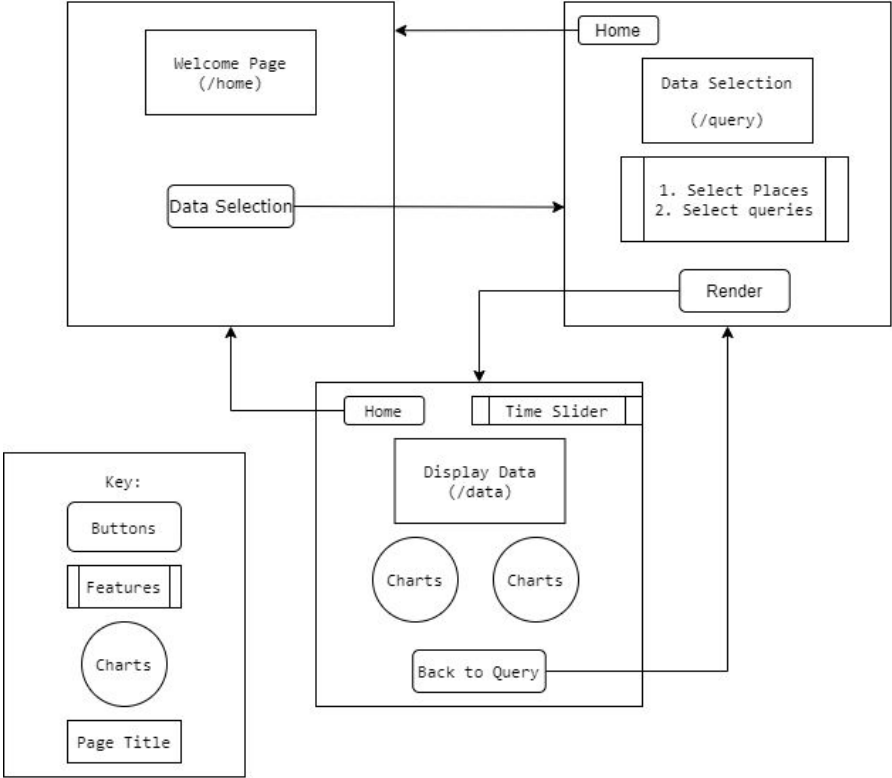 Welcome Page
(/home)
Data Selection
Home
Data Selection
(/query)
1. Select Places
2. Select queries
Render
Home
Time Slider
Display Data
(/data)
Charts
Charts
Back to Query
Key:
Buttons
Features
Charts
Page Title